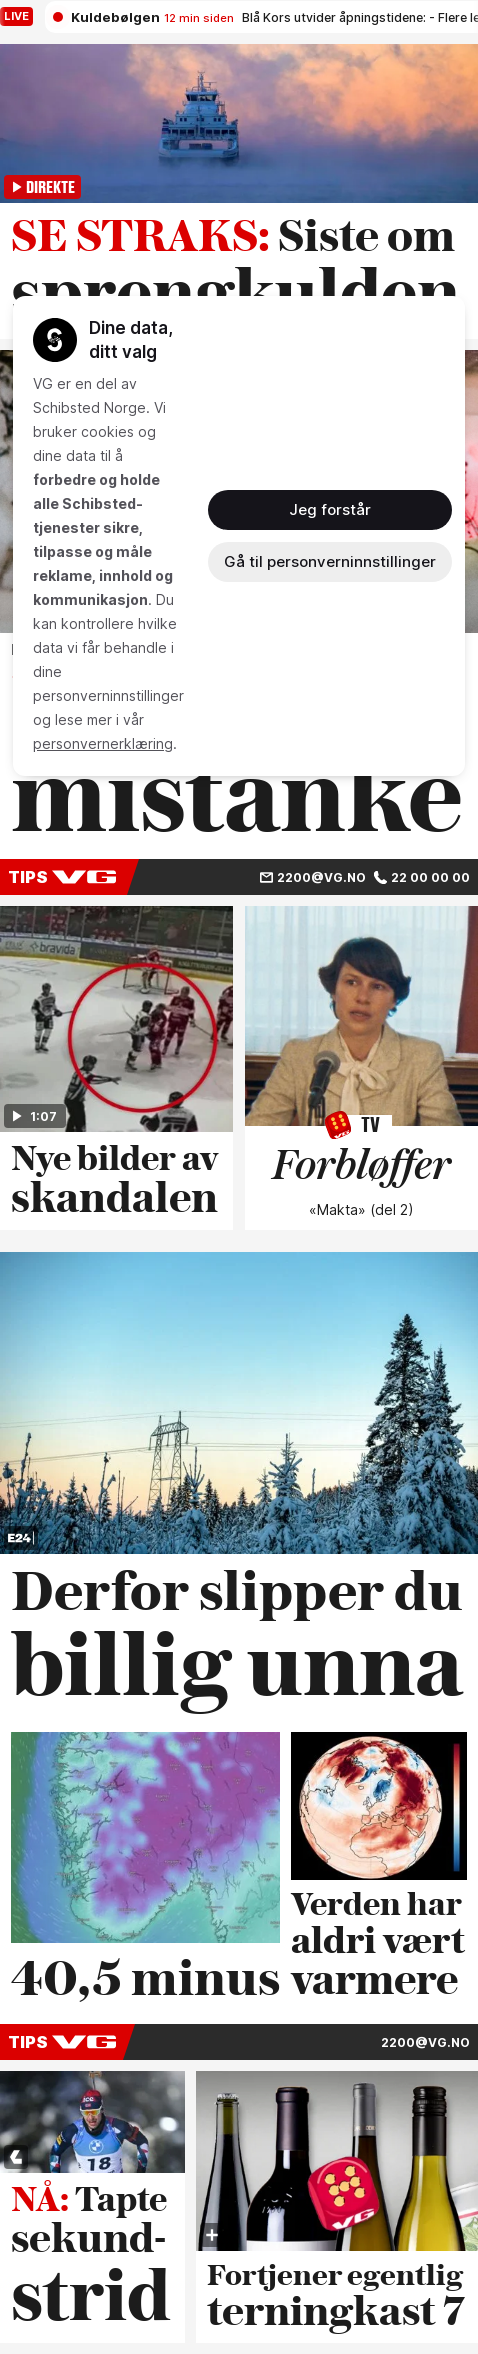 LIVE
Kuldebølgen 12 min siden Blå Kors utvider åpningstidene: - Flere
DIREKTE
SE STRAKS: Siste om
sprengkulden
Dine data,
ditt valg
VG er en del av
Schibsted Norge. Vi
bruker cookies og
dine data til å
forbedre og holde
alle Schibsted-
tjenester sikre,
tilpasse og måle
reklame, innhold og
kommunikasjon. Du
kan kontrollere hvilke
data vi får behandle i
dine
personverninnstillinger
og lese mer i vår
personvernerklæring.
Jeg forstår
Gå til personverninnstillinger
mistanke
TIPS VG 2200@VG.NO 22 00 00 00
bravida
1:07
Nye bilder av
skandalen
VG TV
Forbløffer
«Makta» (del 2)
E24
Derfor slipper du
billig unna
40,5 minus
Verden har
aldri vært
varmere
TIPS VG 2200@VG.NO
18
NÅ: Tapte
sekund-
strid
VG
Fortjener egentlig
terningkast 7